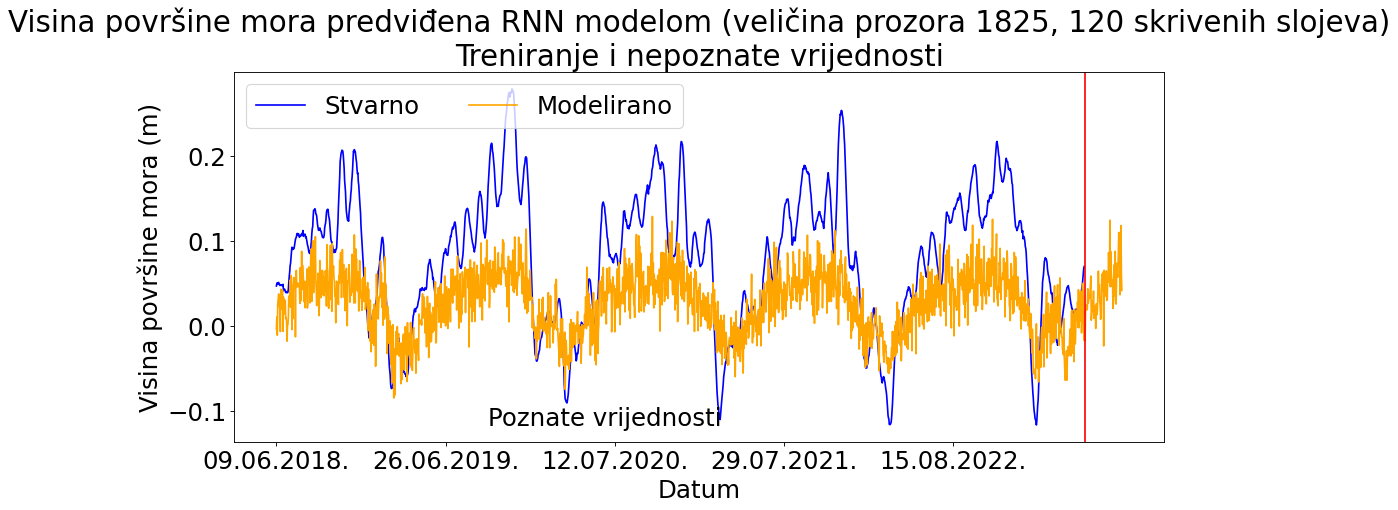 Visina površine mora predviđena RNN modelom (veličina prozora 1825, 120 skrivenih slojeva)
Treniranje i nepoznate vrijednosti
Stvarno
Modelirano
Visina površine mora (m)
0.2
0.1
0.0
−0.1
Poznate vrijednosti
09.06.2018.
26.06.2019.
12.07.2020.
29.07.2021.
15.08.2022.
Datum